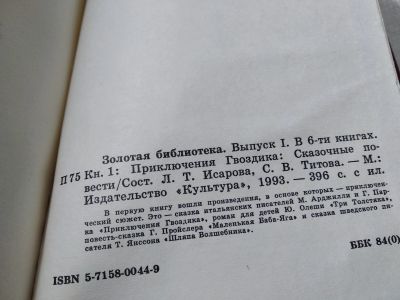 Золотая библиотека. Выпуск I. В 6-ти книгах.
П 75 Кн. 1: Приключения Гвоздика: Сказочные по-
вести/Сост. Л. Т. Исарова, С. В. Титова. — М.:
Издательство «Культура», 1993. — 396 с. с ил.
В первую книгу вошли произведения, в основе которых — приключен-
ческий сюжет. Это — сказка итальянских писателей М. Арджилли и Г. Пар-
ка «Приключения Гвоздика», роман для детей Ю. Олеши «Три Толстяка»,
повесть-сказка Г. Пройслера «Маленькая Баба-Яга» и сказка шведского пи-
сателя Т. Янссона «Шляпа Волшебника».
ББК 84(0)
ISBN 5-7158-0044-9